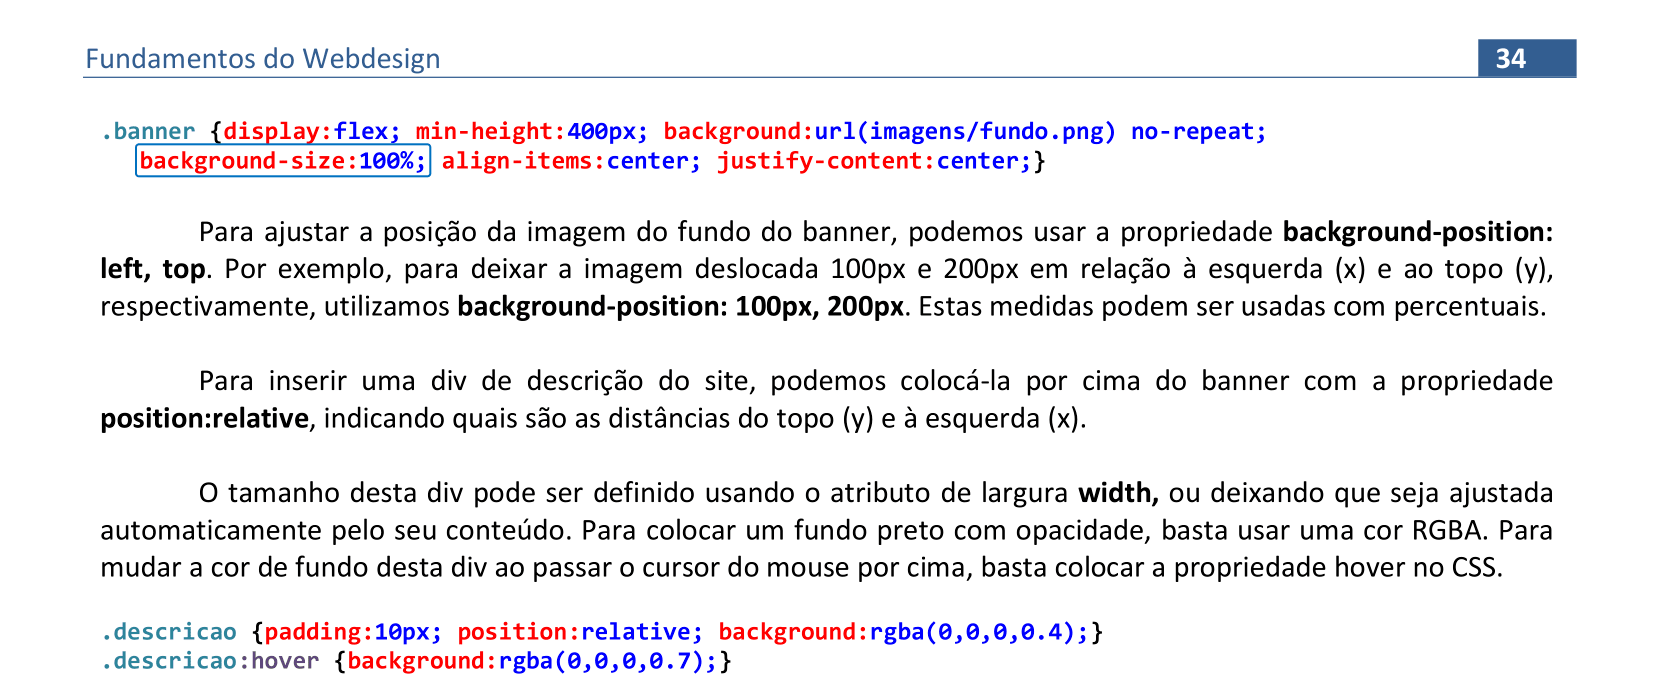 Fundamentos do Webdesign 34
.banner {display:flex; min-height:400px; background:url(imagens/fundo.png) no-repeat;
background-size:100%; align-items:center; justify-content:center;}
Para ajustar a posição da imagem do fundo do banner, podemos usar a propriedade background-position:
left, top. Por exemplo, para deixar a imagem deslocada 100px e 200px em relação à esquerda (x) e ao topo (y),
respectivamente, utilizamos background-position: 100px, 200px. Estas medidas podem ser usadas com percentuais.
Para inserir uma div de descrição do site, podemos colocá-la por cima do banner com a propriedade
position:relative, indicando quais são as distâncias do topo (y) e à esquerda (x).
O tamanho desta div pode ser definido usando o atributo de largura width, ou deixando que seja ajustada
automaticamente pelo seu conteúdo. Para colocar um fundo preto com opacidade, basta usar uma cor RGBA. Para
mudar a cor de fundo desta div ao passar o cursor do mouse por cima, basta colocar a propriedade hover no CSS.
.descricao {padding:10px; position:relative; background:rgba(0,0,0,0.4);}
.descricao:hover {background:rgba(0,0,0,0.7);}